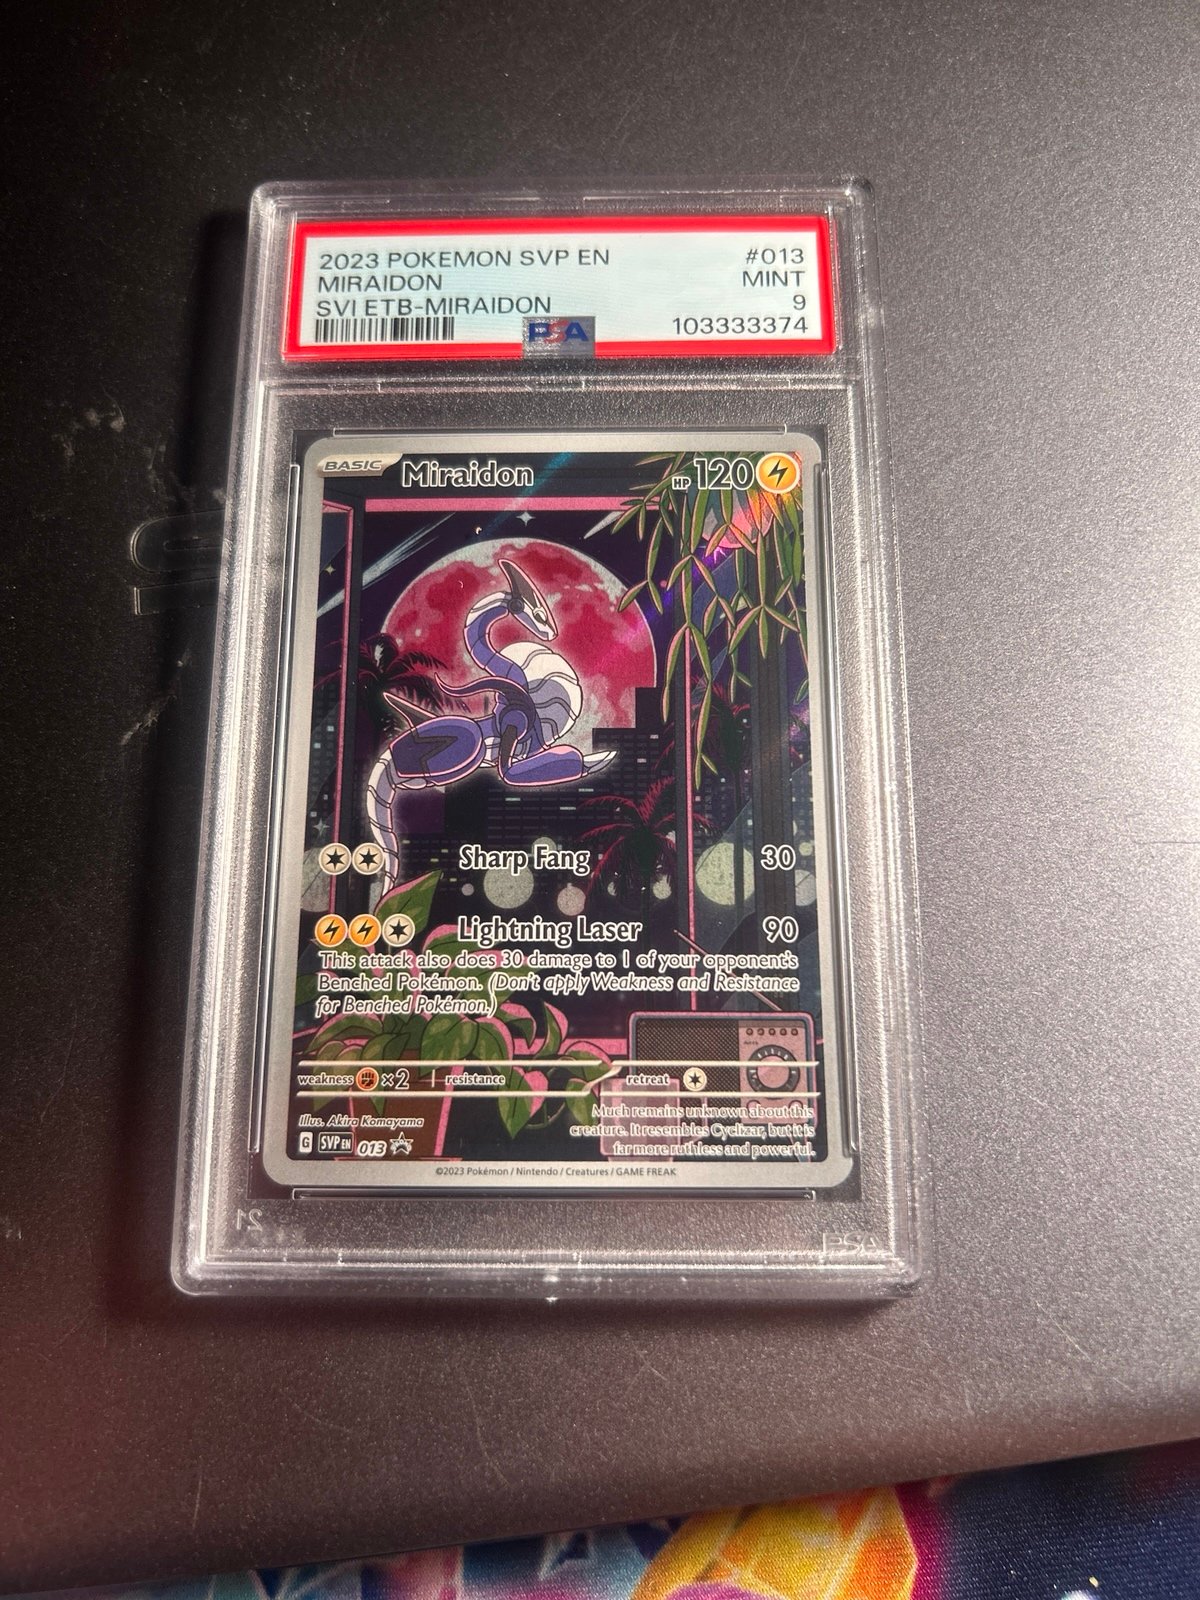 2023 POKEMON SVP EN #013
MIRAIDON MINT
SVI ETB-MIRAIDON 9
PSA 103333374
BASIC Miraidon HP 120
Sharp Fang 30
Lightning Laser 90
This attack also does 30 damage to 1 of your opponent's
Benched Pokémon. (Don't apply Weakness and Resistance
for Benched Pokémon.)
weakness ×2 resistance retreat
Much remains unknown about this
creature. It resembles Cyclizar, but it is
far more ruthless and powerful.
Illus. Akira Komayama
G SVP EN 013
©2023 Pokémon / Nintendo / Creatures / GAME FREAK
PSA